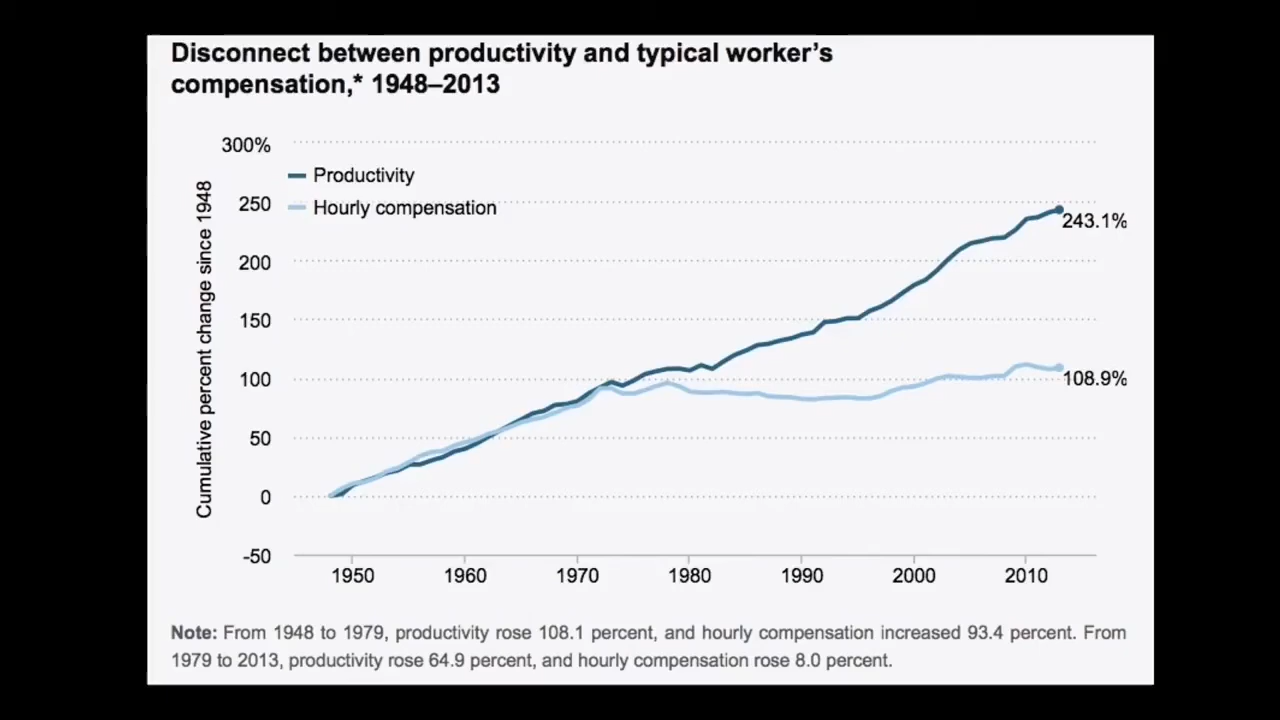 Disconnect between productivity and typical worker's
compensation,* 1948–2013
300%
Productivity
Hourly compensation
250
200
150
100
50
0
-50
Cumulative percent change since 1948
243.1%
108.9%
1950 1960 1970 1980 1990 2000 2010
Note: From 1948 to 1979, productivity rose 108.1 percent, and hourly compensation increased 93.4 percent. From
1979 to 2013, productivity rose 64.9 percent, and hourly compensation rose 8.0 percent.